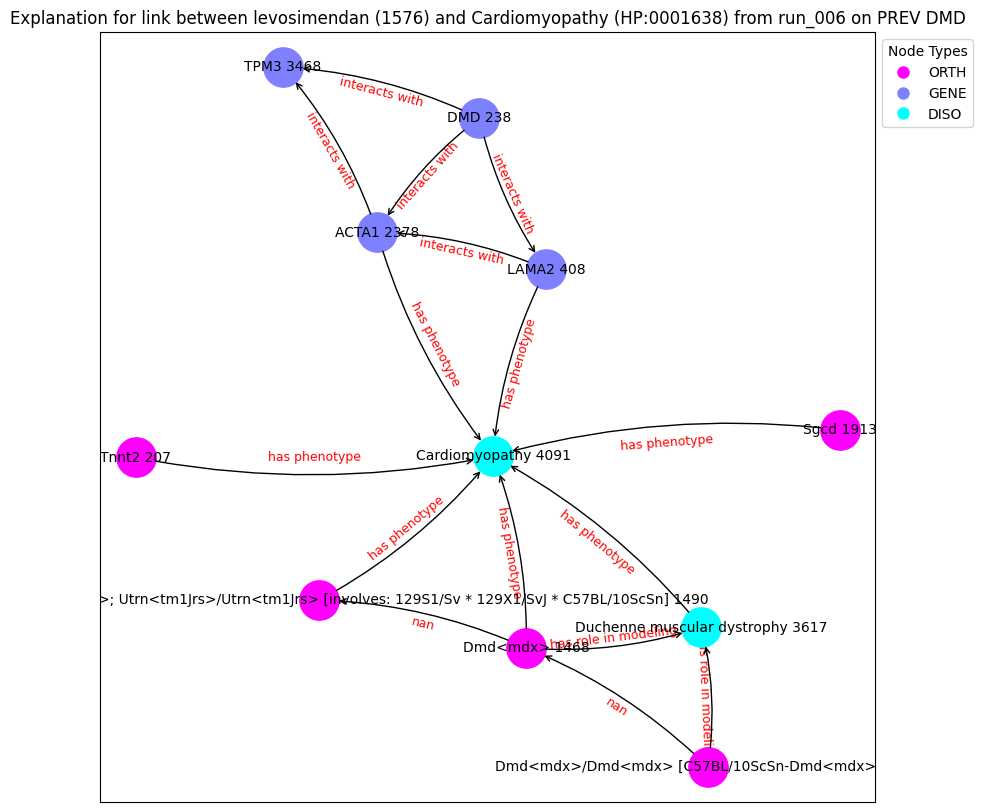 Explanation for link between levosimendan (1576) and Cardiomyopathy (HP:0001638) from run_006 on PREV DMD
Node Types
ORTH
GENE
DISO
TPM3 3468
interacts with
DMD 238
interacts with
interacts with
interacts with
ACTA1 2378
interacts with
LAMA2 408
has phenotype
has phenotype
Sgcd 1913
has phenotype
Tnnt2 207
has phenotype
Cardiomyopathy 4091
has phenotype
has phenotype
has phenotype
>; Utrn<tm1Jrs>/Utrn<tm1Jrs> [involves: 129S1/Sv * 129X1/SvJ * C57BL/10ScSn] 1490
nan
Duchenne muscular dystrophy 3617
has role in modeling
Dmd<mdx> 1468
nan
s role in modeli
Dmd<mdx>/Dmd<mdx> [C57BL/10ScSn-Dmd<mdx>